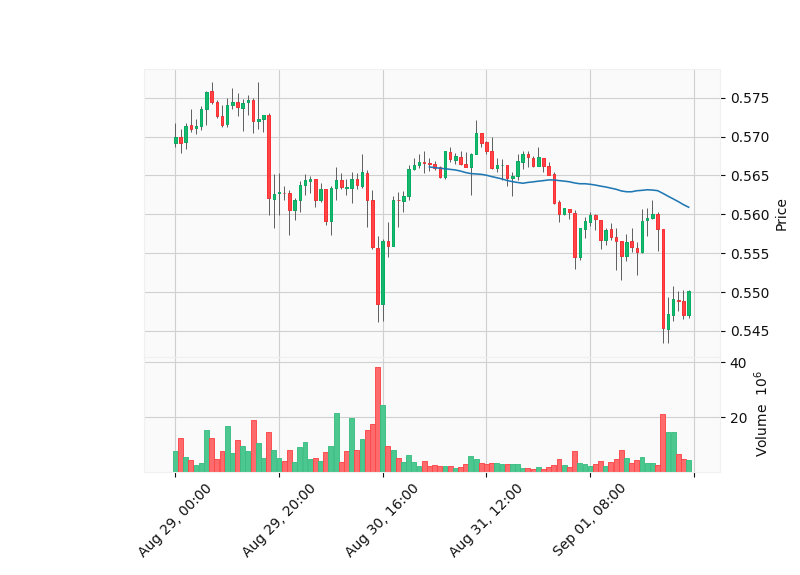 0.575
0.570
0.565
0.560
0.555
0.550
0.545
Price
40
20
Volume 10^6
Aug 29, 00:00
Aug 29, 20:00
Aug 30, 16:00
Aug 31, 12:00
Sep 01, 08:00